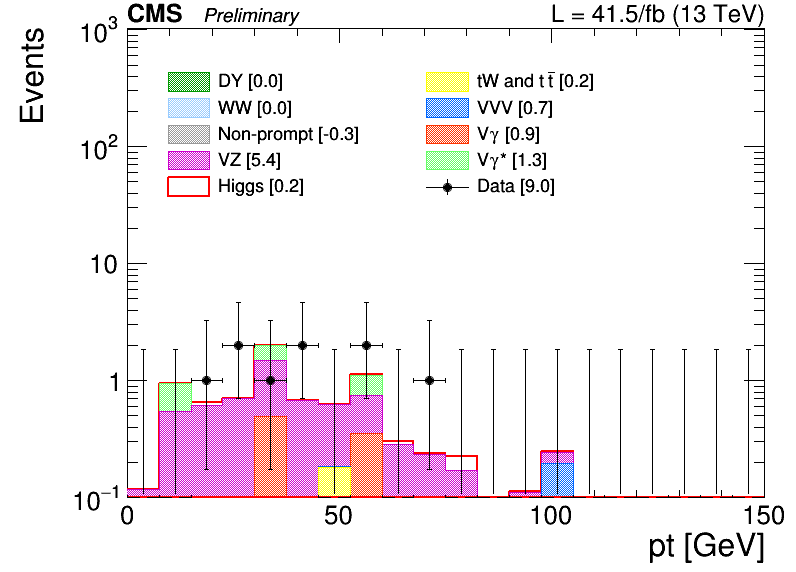 CMS Preliminary L = 41.5/fb (13 TeV)
Events
10³
10²
10
1
10⁻¹
DY [0.0]
WW [0.0]
Non-prompt [-0.3]
VZ [5.4]
Higgs [0.2]
tW and tt̄ [0.2]
VVV [0.7]
Vγ [0.9]
Vγ* [1.3]
Data [9.0]
0 50 100 150
pt [GeV]